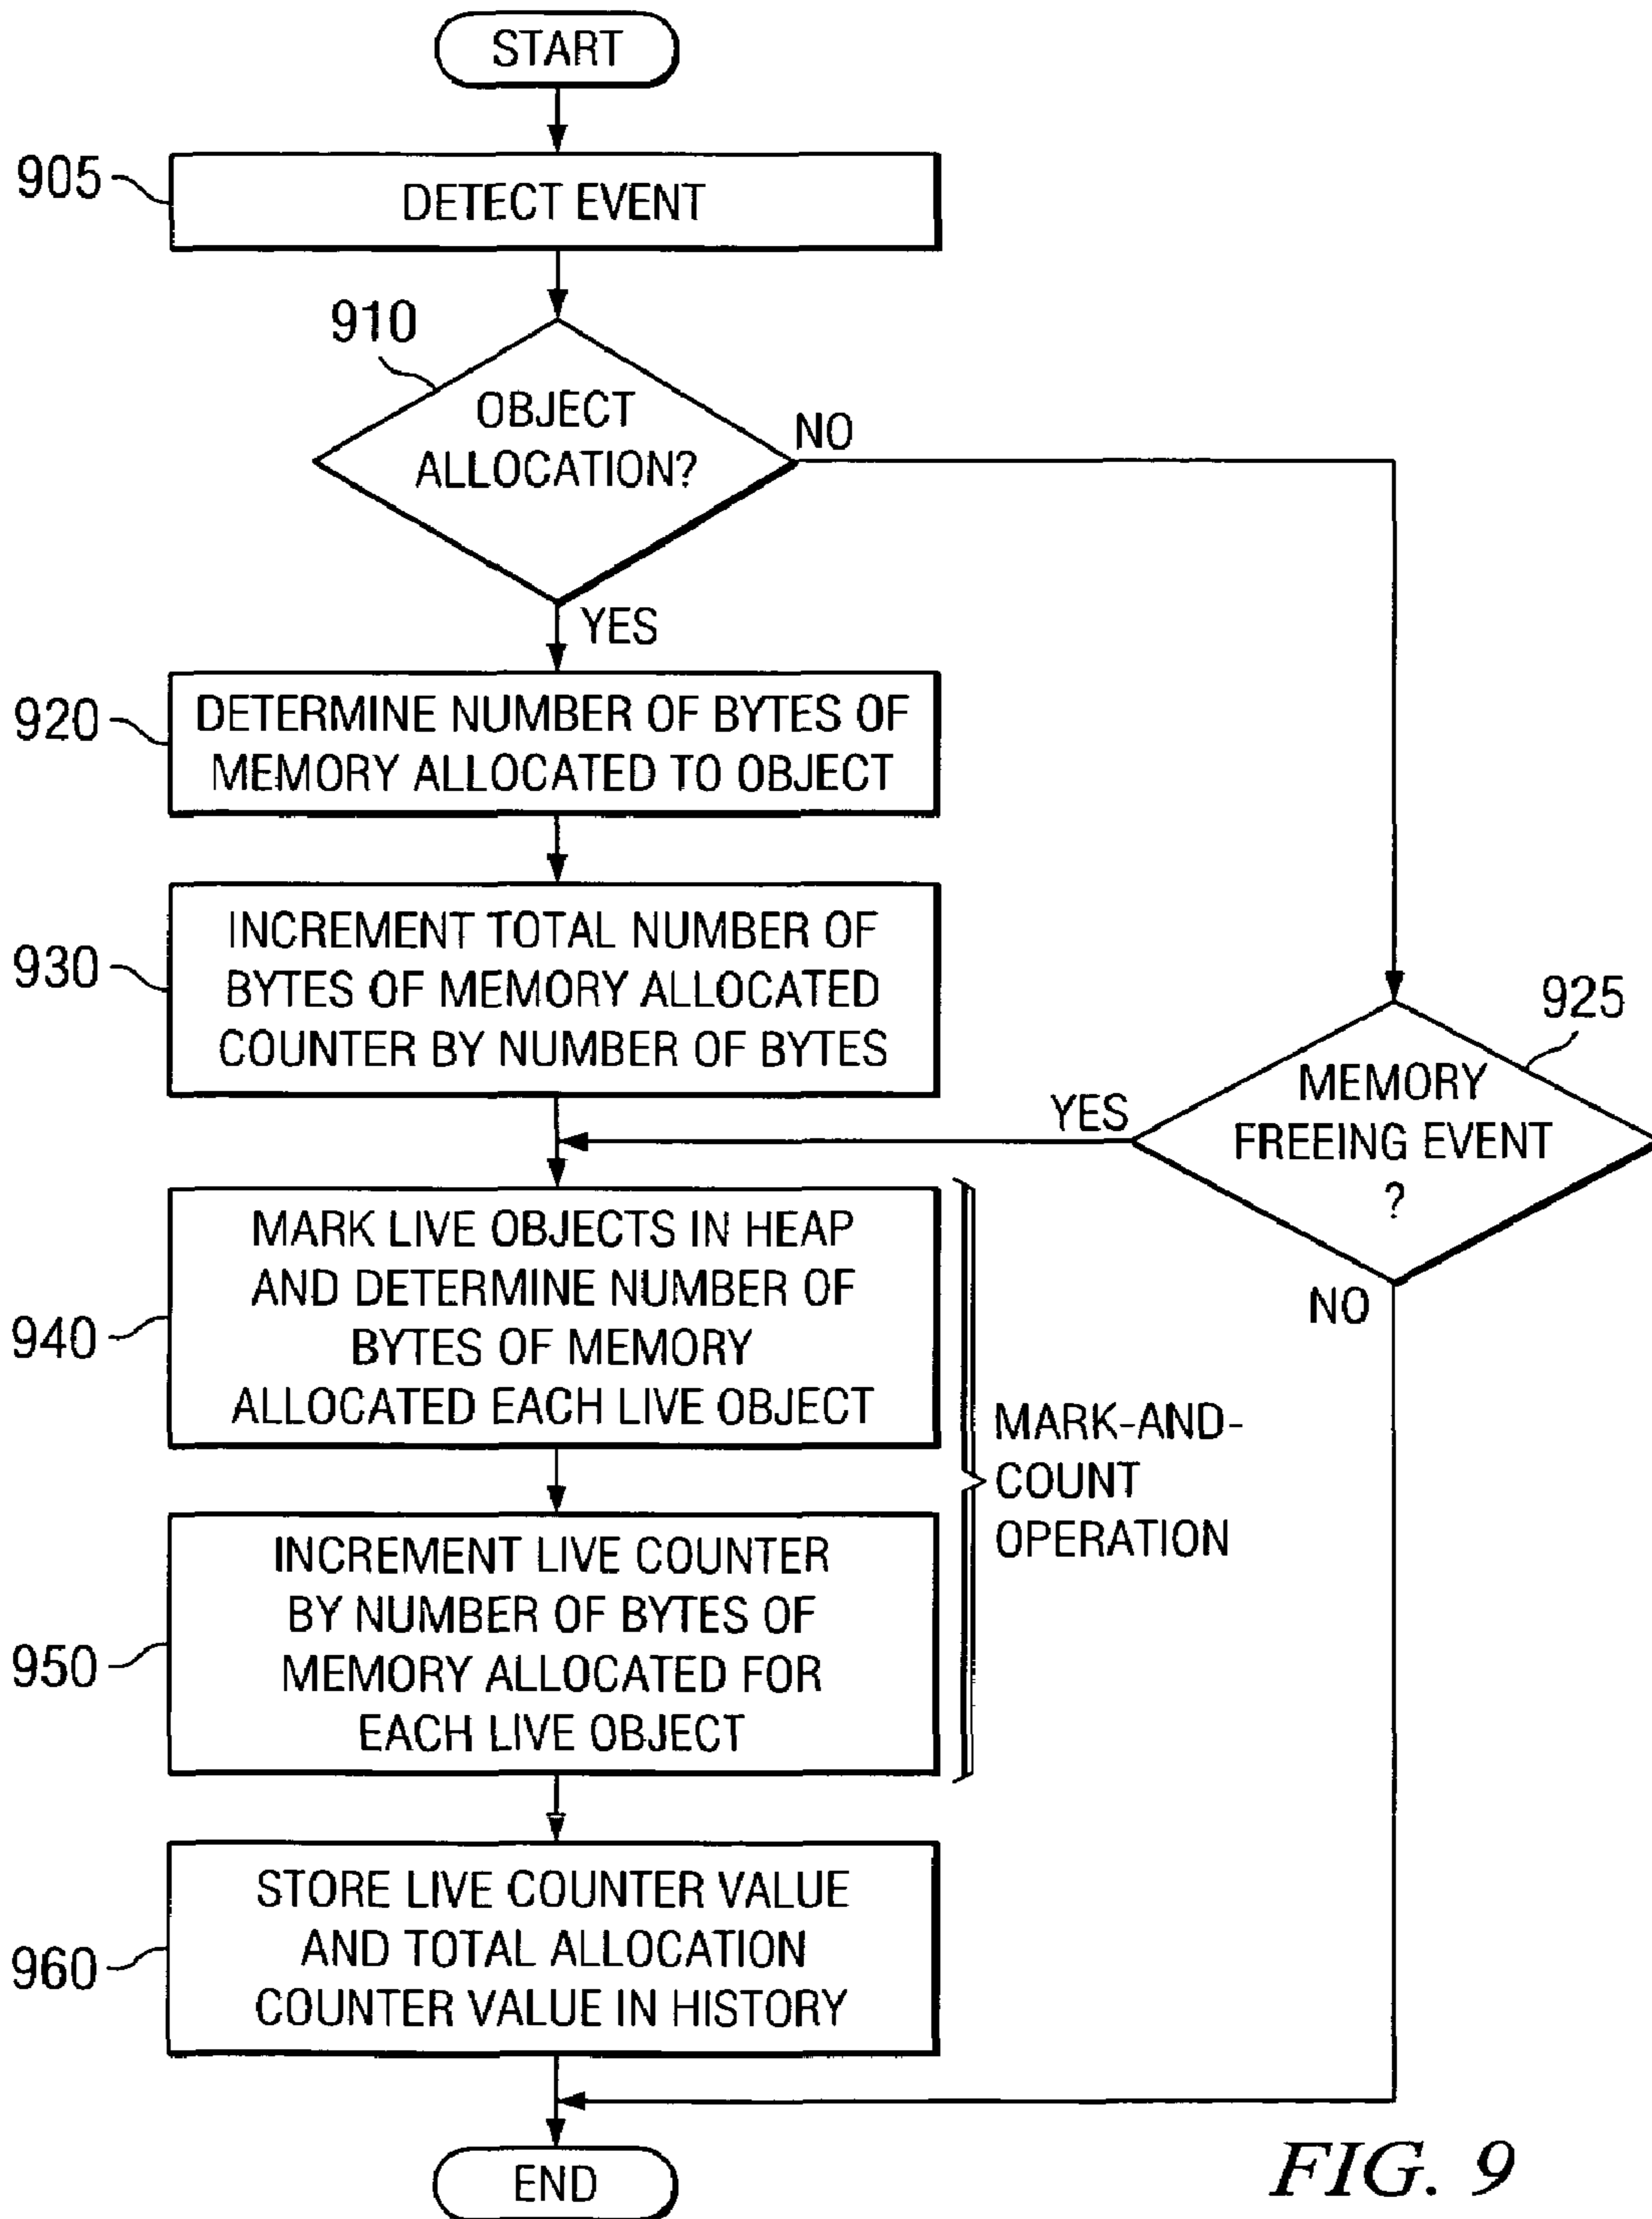 START
905
DETECT EVENT
910
OBJECT
ALLOCATION?
NO
YES
920
DETERMINE NUMBER OF BYTES OF
MEMORY ALLOCATED TO OBJECT
930
INCREMENT TOTAL NUMBER OF
BYTES OF MEMORY ALLOCATED
COUNTER BY NUMBER OF BYTES
925
MEMORY
FREEING EVENT
?
YES
NO
940
MARK LIVE OBJECTS IN HEAP
AND DETERMINE NUMBER OF
BYTES OF MEMORY
ALLOCATED EACH LIVE OBJECT
MARK-AND-
COUNT
OPERATION
950
INCREMENT LIVE COUNTER
BY NUMBER OF BYTES OF
MEMORY ALLOCATED FOR
EACH LIVE OBJECT
960
STORE LIVE COUNTER VALUE
AND TOTAL ALLOCATION
COUNTER VALUE IN HISTORY
END
FIG. 9